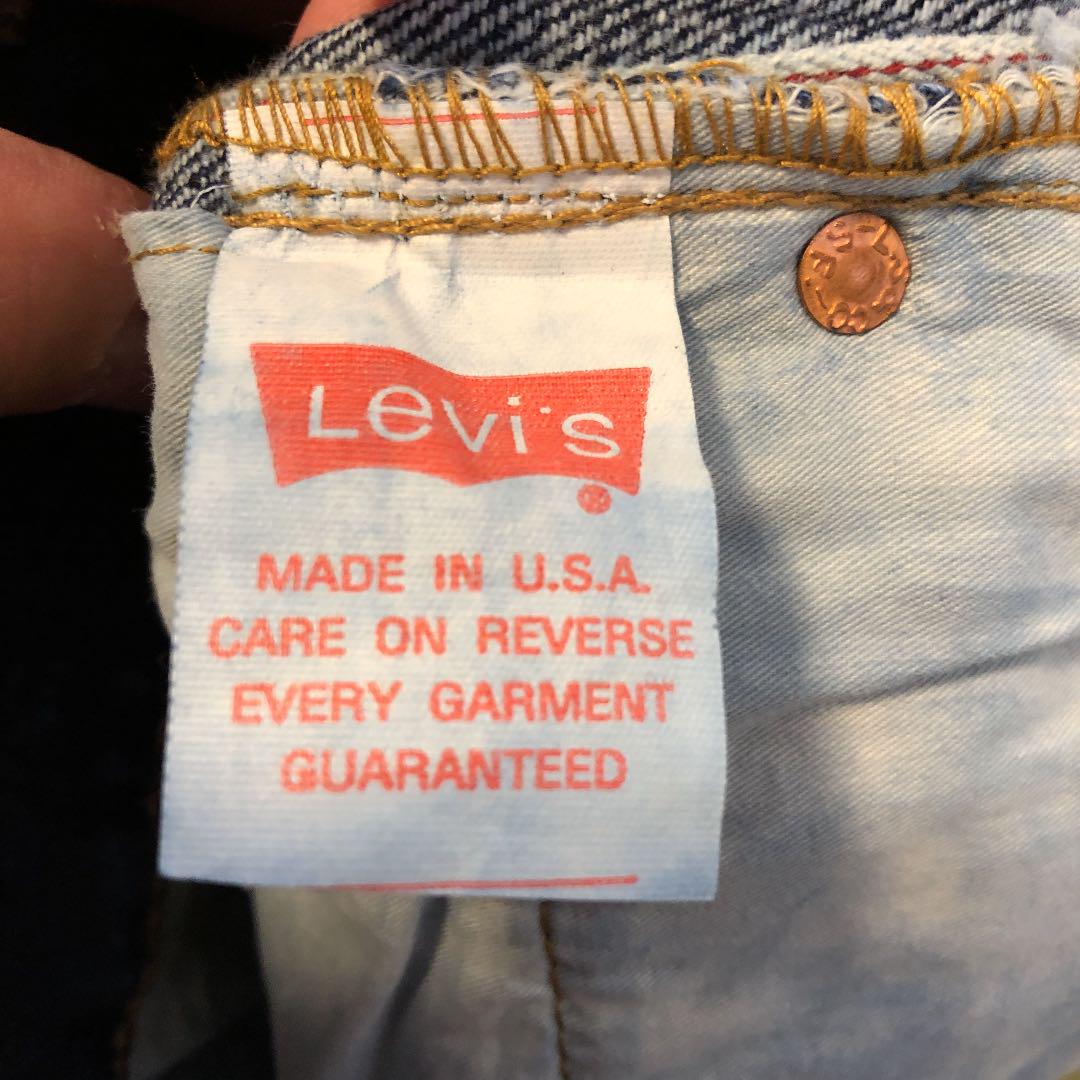 Levi's
®
MADE IN U.S.A.
CARE ON REVERSE
EVERY GARMENT
GUARANTEED